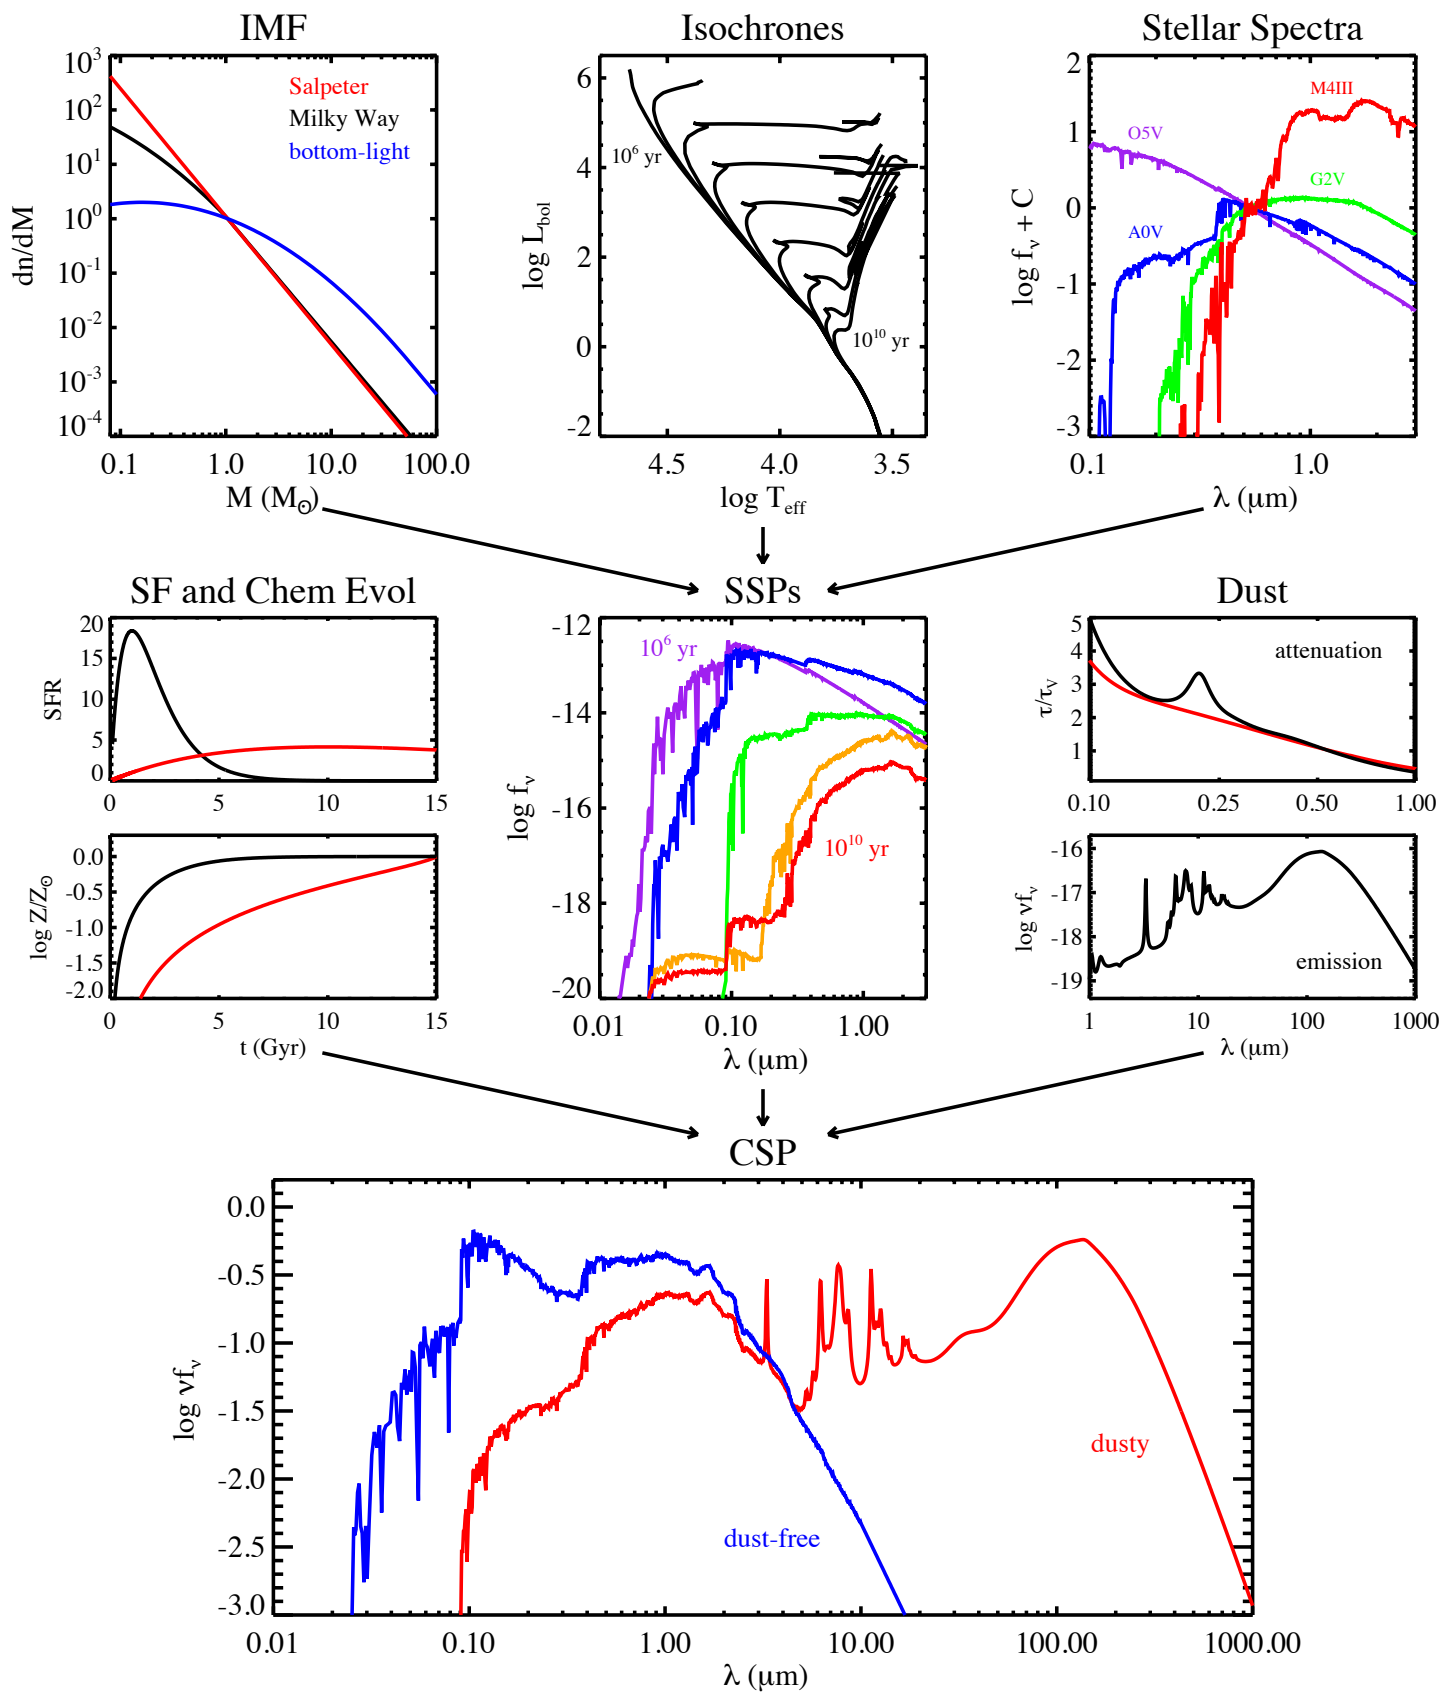 IMF
10³
10²
10¹
10⁰
10⁻¹
10⁻²
10⁻³
10⁻⁴
dn/dM
Salpeter
Milky Way
bottom-light
0.1 1.0 10.0 100.0
M (M⊙)
Isochrones
6
4
2
0
-2
log L_bol
10⁶ yr
10¹⁰ yr
4.5 4.0 3.5
log T_eff
Stellar Spectra
2
1
0
-1
-2
-3
log f_ν + C
M4III
O5V
G2V
A0V
0.1 1.0
λ (μm)
SF and Chem Evol
20
15
10
5
0
SFR
0 5 10 15
0.0
-0.5
-1.0
-1.5
-2.0
log Z/Z⊙
0 5 10 15
t (Gyr)
SSPs
-12
-14
-16
-18
-20
log f_ν
10⁶ yr
10¹⁰ yr
0.01 0.10 1.00
λ (μm)
Dust
5
4
3
2
1
τ/τ_V
attenuation
0.10 0.25 0.50 1.00
-16
-17
-18
-19
log νf_ν
emission
1 10 100 1000
λ (μm)
CSP
0.0
-0.5
-1.0
-1.5
-2.0
-2.5
-3.0
log νf_ν
dusty
dust-free
0.01 0.10 1.00 10.00 100.00 1000.00
λ (μm)